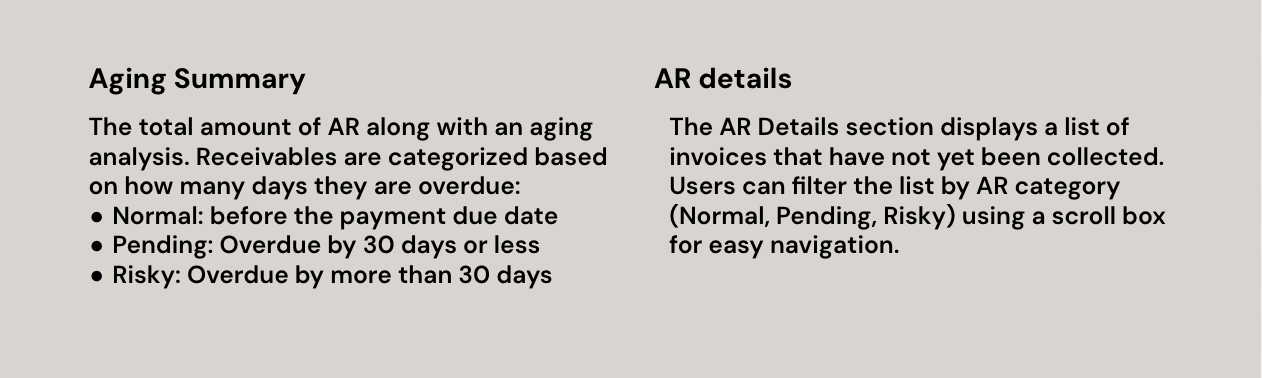 Aging Summary
The total amount of AR along with an aging
analysis. Receivables are categorized based
on how many days they are overdue:
● Normal: before the payment due date
● Pending: Overdue by 30 days or less
● Risky: Overdue by more than 30 days
AR details
The AR Details section displays a list of
invoices that have not yet been collected.
Users can filter the list by AR category
(Normal, Pending, Risky) using a scroll box
for easy navigation.